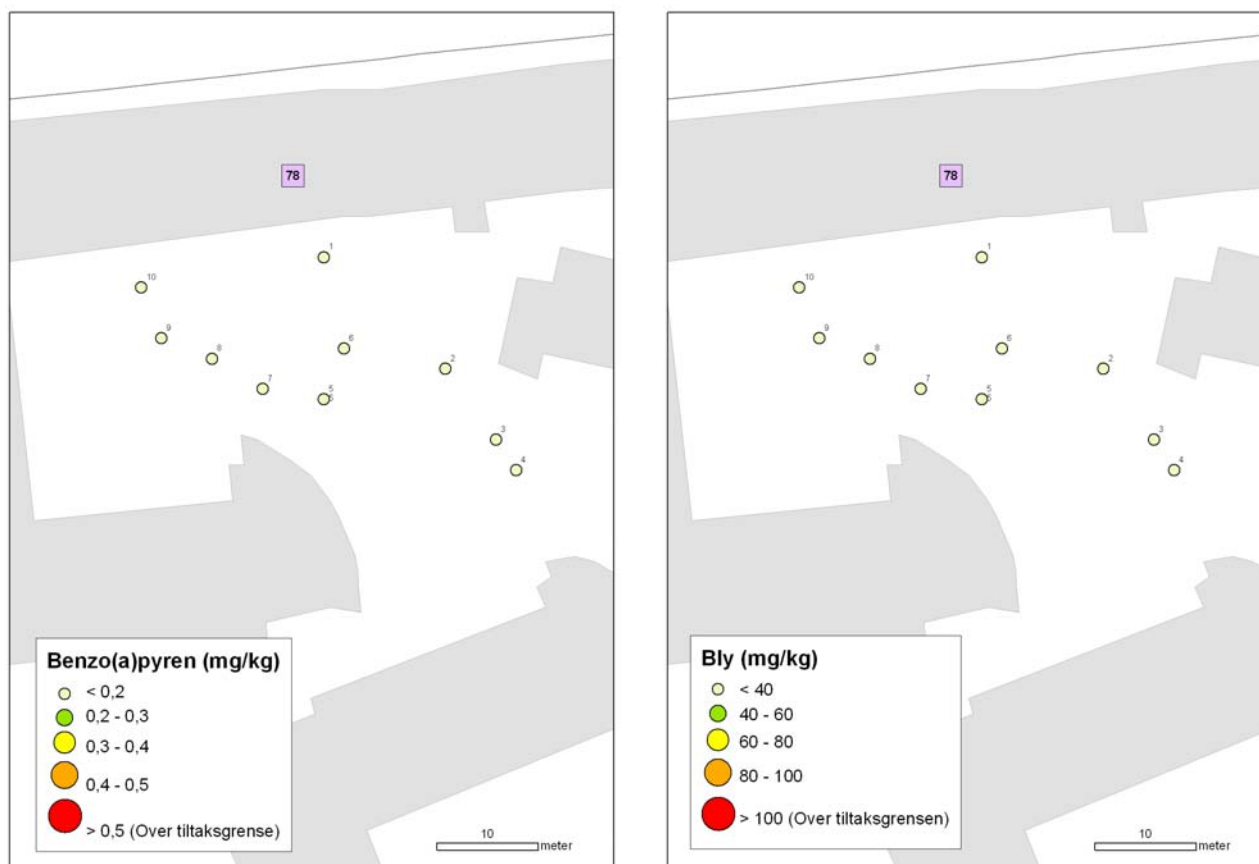 78
1
10
9
8
6
2
7
5
3
4
Benzo(a)pyren (mg/kg)
< 0,2
0,2 - 0,3
0,3 - 0,4
0,4 - 0,5
> 0,5 (Over tiltaksgrense)
10
meter
78
1
10
9
8
6
2
7
5
3
4
Bly (mg/kg)
< 40
40 - 60
60 - 80
80 - 100
> 100 (Over tiltaksgrensen)
10
meter